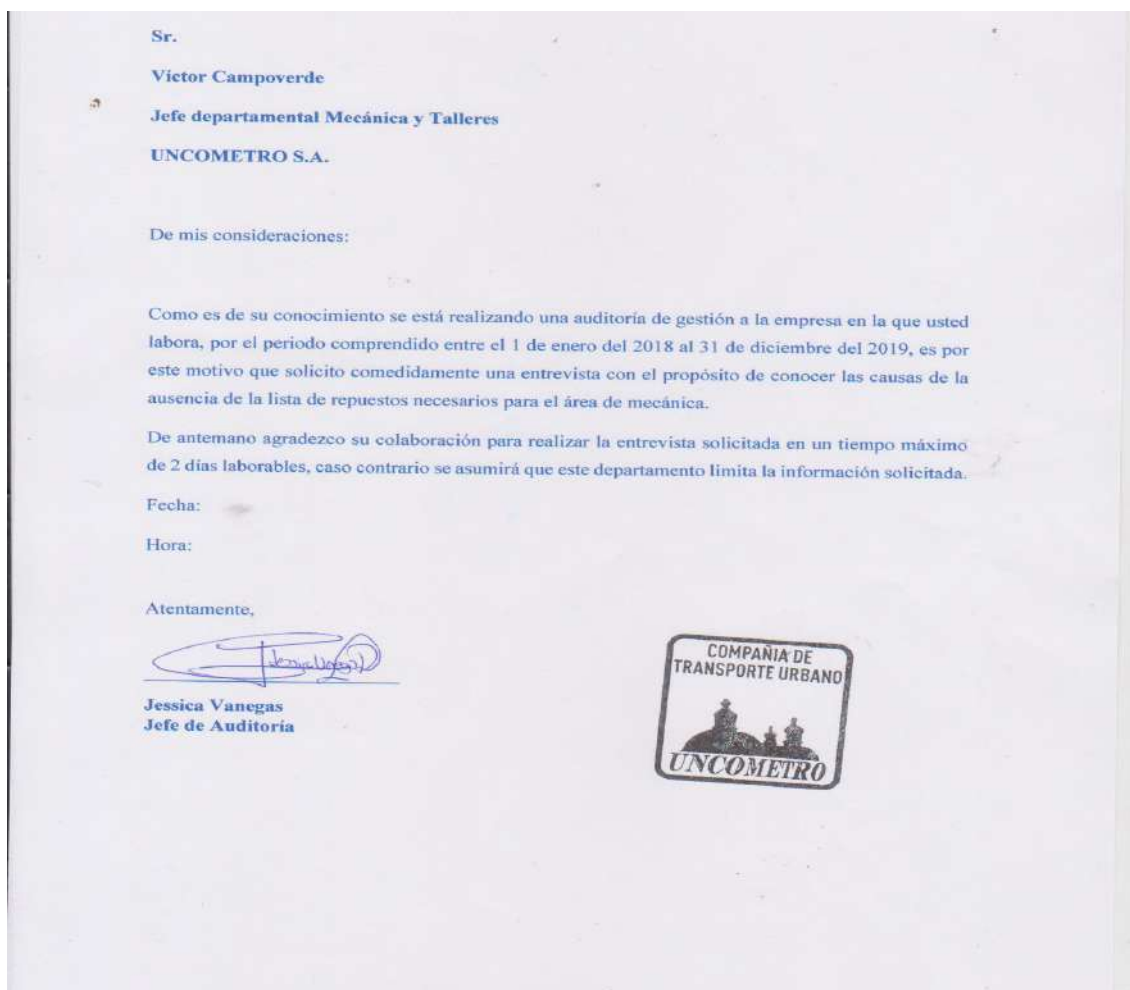 Sr.
Víctor Campoverde
Jefe departamental Mecánica y Talleres
UNCOMETRO S.A.
De mis consideraciones:
Como es de su conocimiento se está realizando una auditoría de gestión a la empresa en la que usted
labora, por el periodo comprendido entre el 1 de enero del 2018 al 31 de diciembre del 2019, es por
este motivo que solicito comedidamente una entrevista con el propósito de conocer las causas de la
ausencia de la lista de repuestos necesarios para el área de mecánica.
De antemano agradezco su colaboración para realizar la entrevista solicitada en un tiempo máximo
de 2 días laborables, caso contrario se asumirá que este departamento limita la información solicitada.
Fecha:
Hora:
Atentamente,
Jessica Vanegas
Jefe de Auditoría
COMPAÑIA DE
TRANSPORTE URBANO
UNCOMETRO